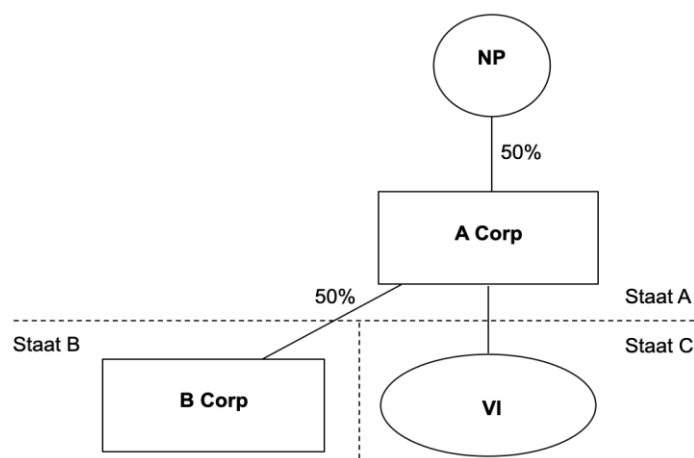 NP
50%
A Corp
50%
Staat A
Staat B
Staat C
B Corp
VI